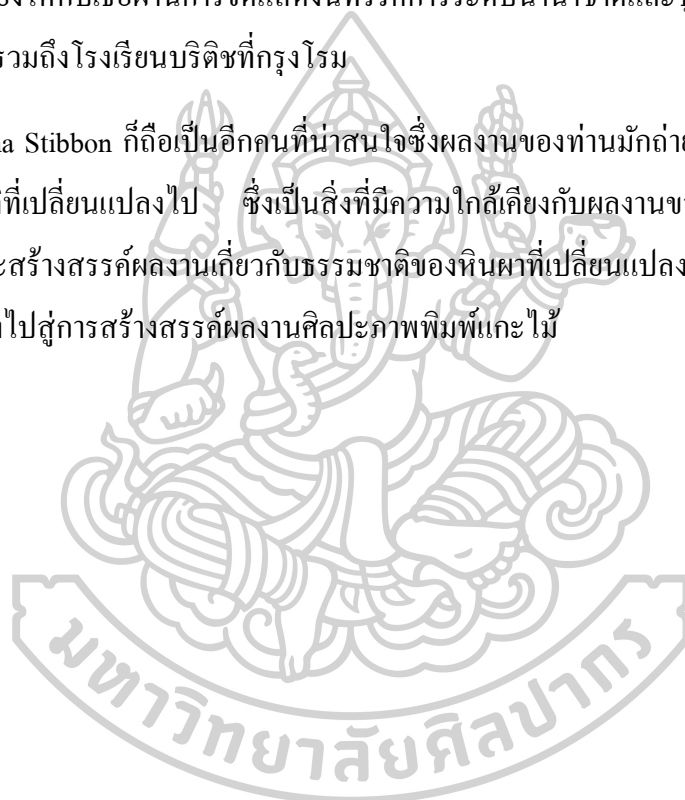 รวมถึงโรงเรียนบริติชที่กรุงโรม
na Stibbon ก็ถือเป็นอีกคนที่น่าสนใจซึ่งผลงานของท่านมักถ่าย
ที่เปลี่ยนแปลงไป ซึ่งเป็นสิ่งที่มีความใกล้เคียงกับผลงานขา
ะสร้างสรรค์ผลงานเกี่ยวกับธรรมชาติของหินผาที่เปลี่ยนแปลง
าไปสู่การสร้างสรรค์ผลงานศิลปะภาพพิมพ์แกะไม้
มหาวิทยาลัยศิลปากร